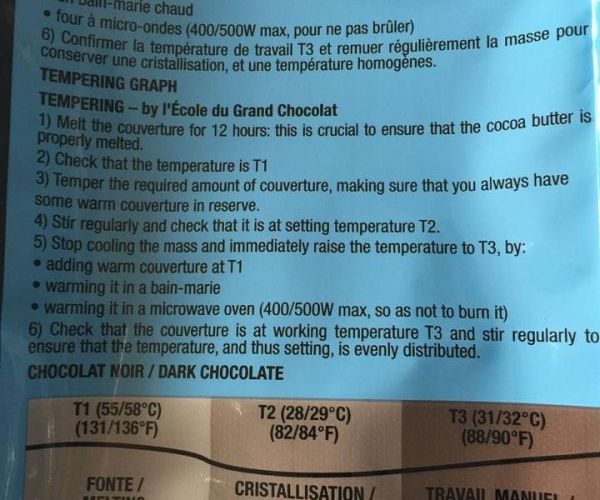 bain-marie chaud
• four à micro-ondes (400/500W max, pour ne pas brûler)
6) Confirmer la température de travail T3 et remuer régulièrement la masse pour
conserver une cristallisation, et une température homogènes.
TEMPERING GRAPH
TEMPERING – by l'École du Grand Chocolat
1) Melt the couverture for 12 hours: this is crucial to ensure that the cocoa butter is
properly melted.
2) Check that the temperature is T1
3) Temper the required amount of couverture, making sure that you always have
some warm couverture in reserve.
4) Stir regularly and check that it is at setting temperature T2.
5) Stop cooling the mass and immediately raise the temperature to T3, by:
• adding warm couverture at T1
• warming it in a bain-marie
• warming it in a microwave oven (400/500W max, so as not to burn it)
6) Check that the couverture is at working temperature T3 and stir regularly to
ensure that the temperature, and thus setting, is evenly distributed.
CHOCOLAT NOIR / DARK CHOCOLATE
T1 (55/58°C) T2 (28/29°C) T3 (31/32°C)
(131/136°F) (82/84°F) (88/90°F)
FONTE / CRISTALLISATION / TRAVAIL MANUEL /